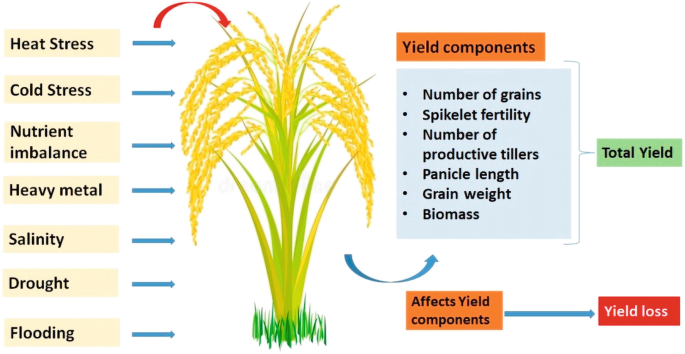 Heat Stress
Cold Stress
Nutrient
imbalance
Heavy metal
Salinity
Drought
Flooding
Yield components
• Number of grains
• Spikelet fertility
• Number of
productive tillers
• Panicle length
• Grain weight
• Biomass
Total Yield
Affects Yield
components
Yield loss